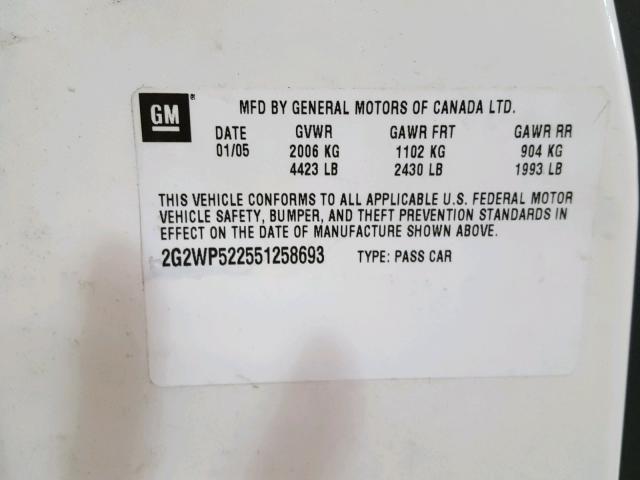 GM ®
MFD BY GENERAL MOTORS OF CANADA LTD.
DATE GVWR GAWR FRT GAWR RR
01/05 2006 KG 1102 KG 904 KG
4423 LB 2430 LB 1993 LB
THIS VEHICLE CONFORMS TO ALL APPLICABLE U.S. FEDERAL MOTOR
VEHICLE SAFETY, BUMPER, AND THEFT PREVENTION STANDARDS IN
EFFECT ON THE DATE OF MANUFACTURE SHOWN ABOVE.
2G2WP522551258693 TYPE: PASS CAR